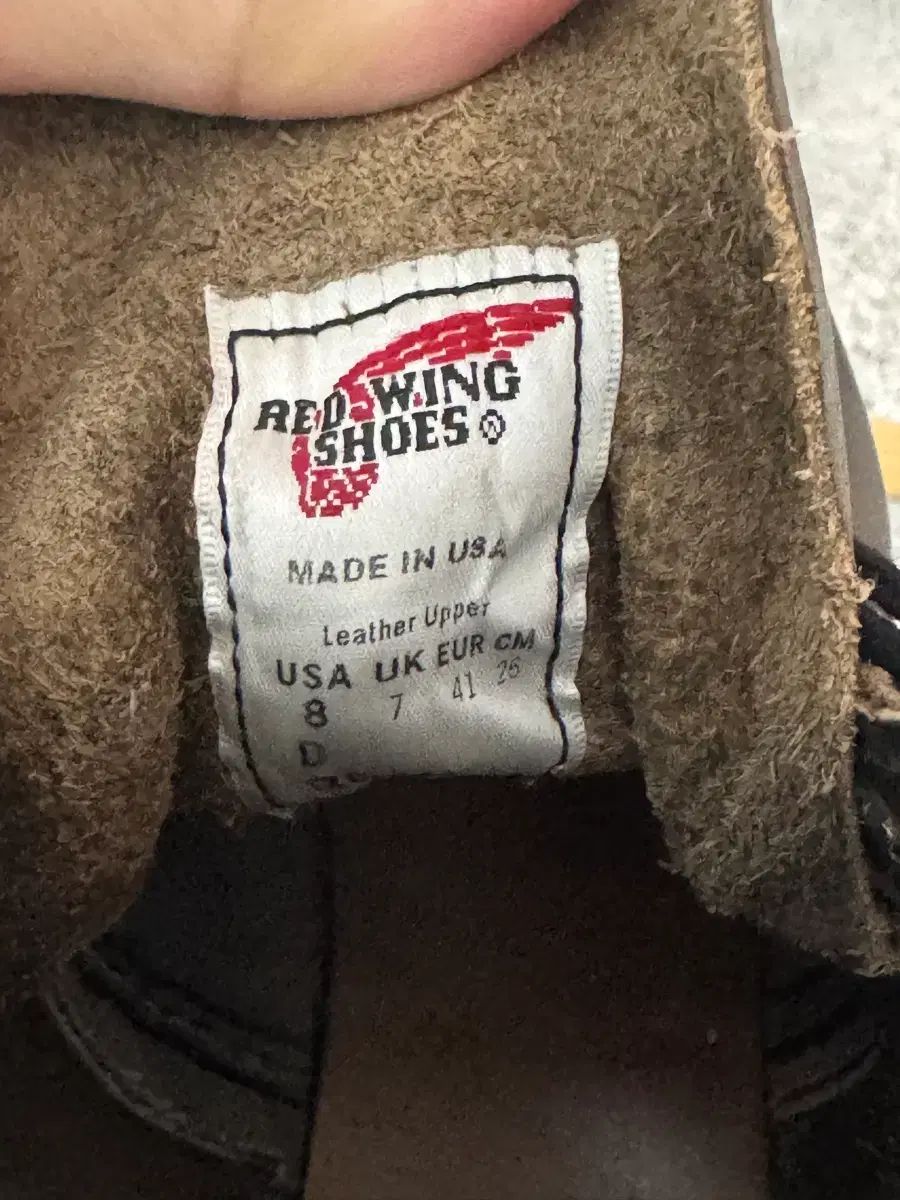 RED WING
SHOES ®
MADE IN USA
Leather Upper
USA UK EUR CM
8 7 41 26
D